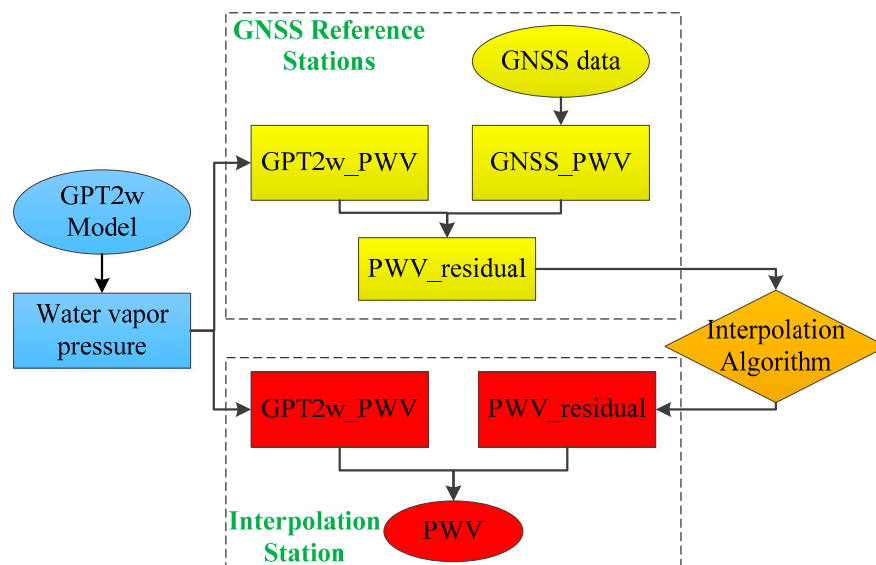 GNSS Reference
Stations
GNSS data
GPT2w_PWV
GNSS_PWV
GPT2w
Model
PWV_residual
Water vapor
pressure
Interpolation
Algorithm
GPT2w_PWV
PWV_residual
Interpolation
Station
PWV